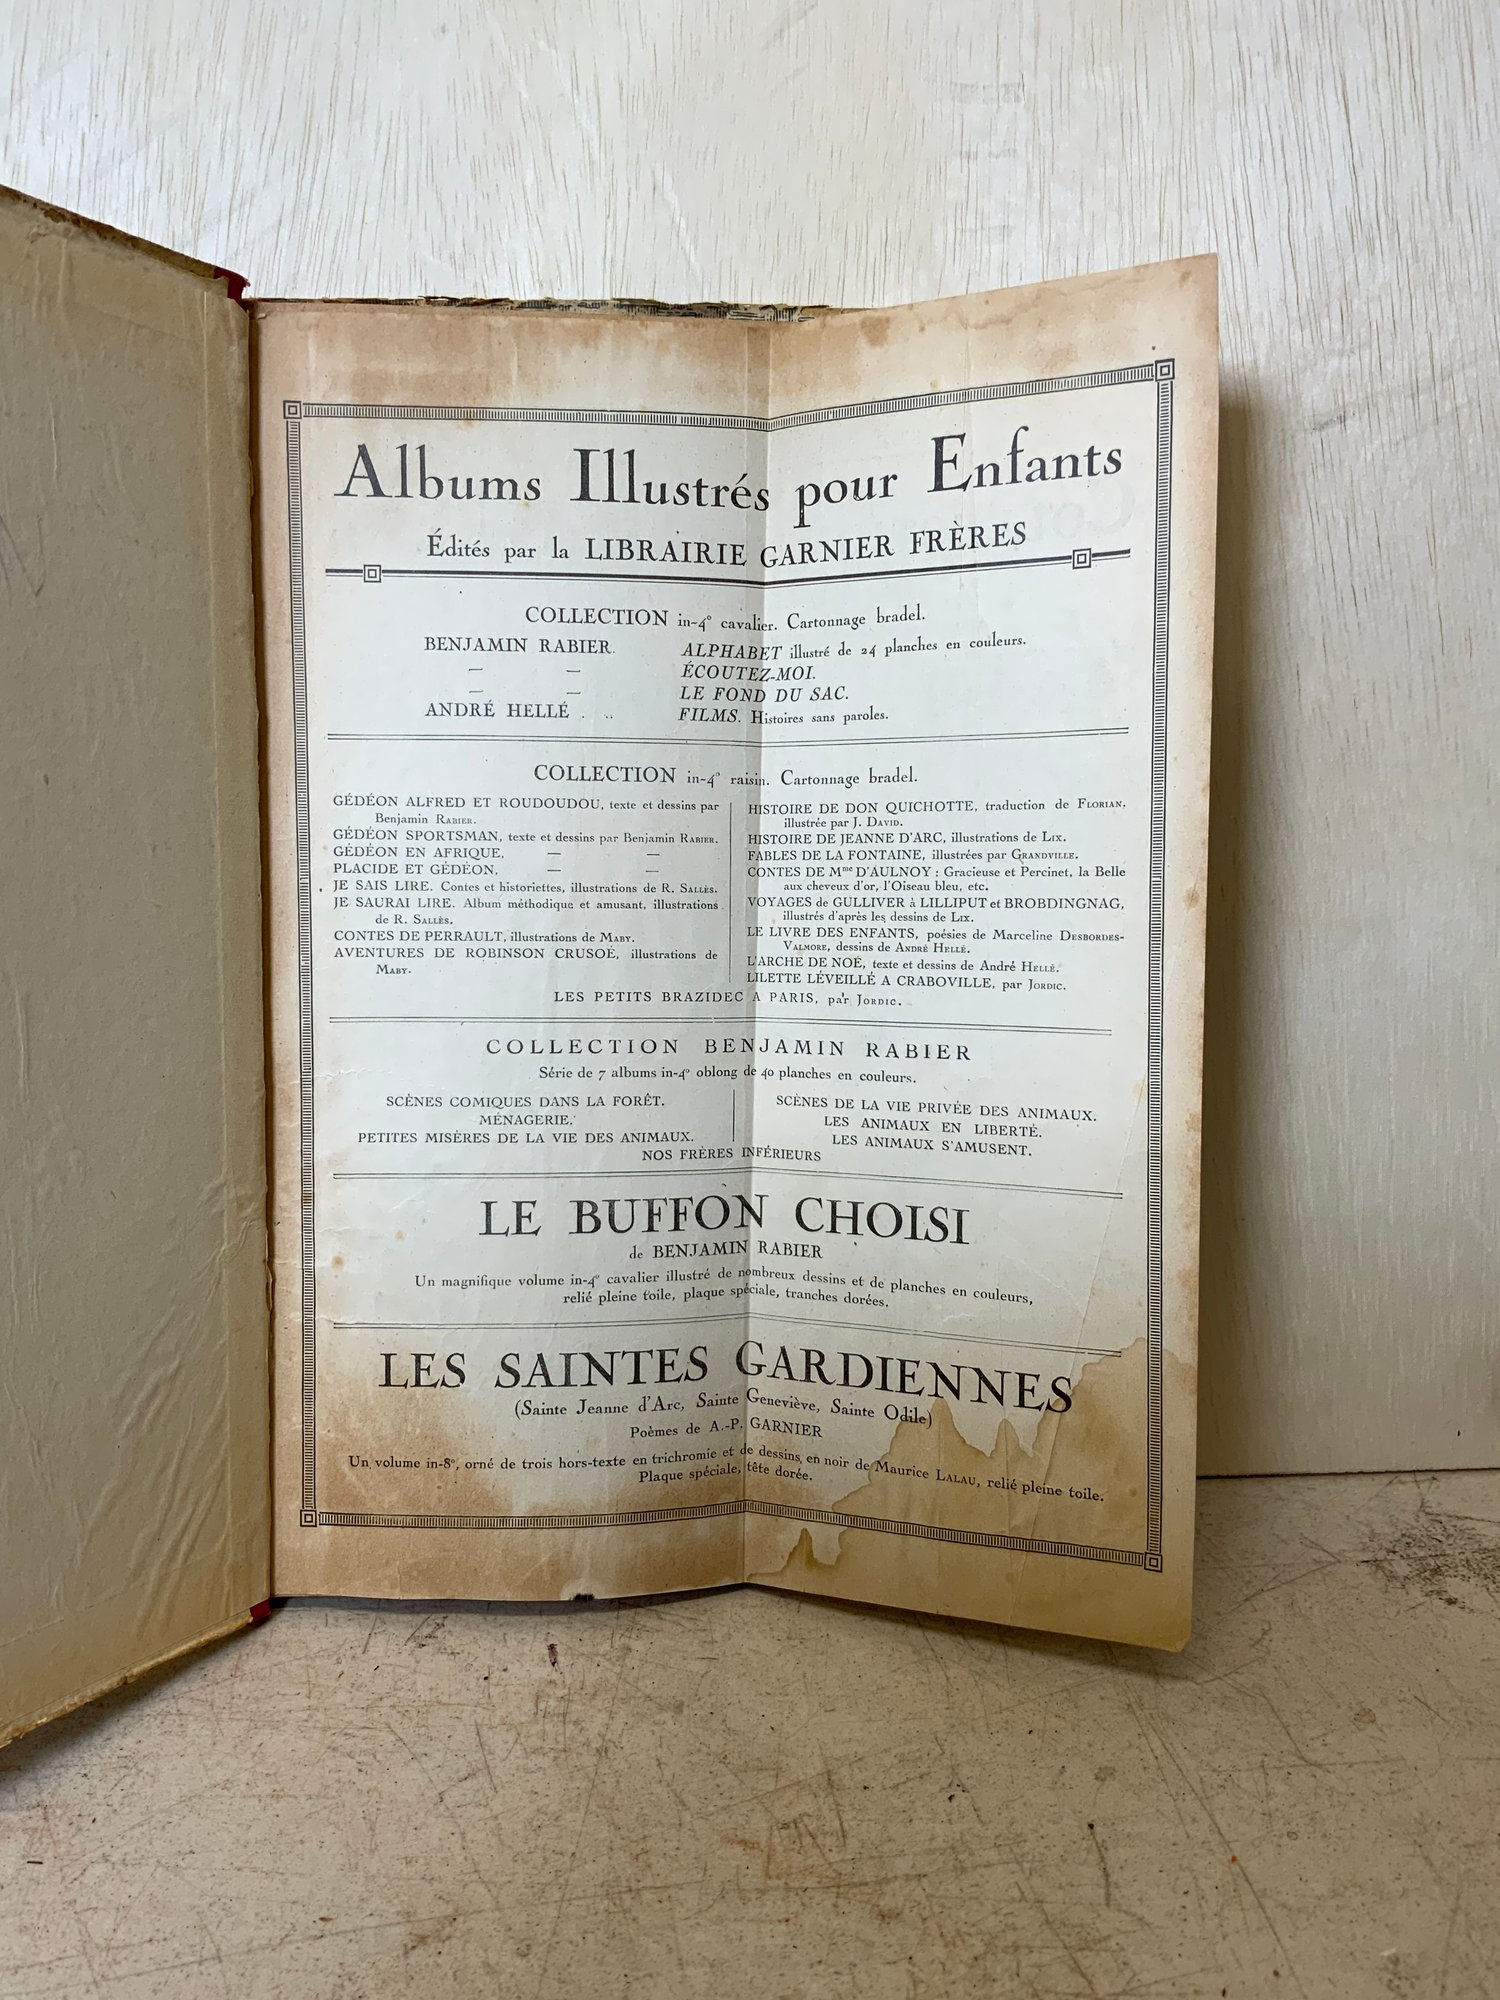 Albums Illustrés pour Enfants
Édités par la LIBRAIRIE GARNIER FRÈRES
COLLECTION in-4° cavalier. Cartonnage bradel.
BENJAMIN RABIER. ALPHABET illustré de 24 planches en couleurs.
— — ÉCOUTEZ-MOI.
— — LE FOND DU SAC.
ANDRÉ HELLÉ . .. FILMS. Histoires sans paroles.
COLLECTION in-4° raisin. Cartonnage bradel.
GÉDÉON ALFRED ET ROUDOUDOU, texte et dessins par
Benjamin RABIER.
GÉDÉON SPORTSMAN, texte et dessins par Benjamin RABIER.
GÉDÉON EN AFRIQUE, — —
PLACIDE ET GÉDÉON, — —
JE SAIS LIRE. Contes et historiettes, illustrations de R. SALLÈS.
JE SAURAI LIRE. Album méthodique et amusant, illustrations
de R. SALLÈS.
CONTES DE PERRAULT, illustrations de MABY.
AVENTURES DE ROBINSON CRUSOÉ, illustrations de
MABY.
HISTOIRE DE DON QUICHOTTE, traduction de FLORIAN,
illustrée par J. DAVID.
HISTOIRE DE JEANNE D'ARC, illustrations de LIX.
FABLES DE LA FONTAINE, illustrées par GRANDVILLE.
CONTES DE Mme D'AULNOY : Gracieuse et Percinet, la Belle
aux cheveux d'or, l'Oiseau bleu, etc.
VOYAGES de GULLIVER à LILLIPUT et BROBDINGNAG,
illustrés d'après les dessins de LIX.
LE LIVRE DES ENFANTS, poésies de Marceline DESBORDES-
VALMORE, dessins de ANDRÉ HELLÉ.
L'ARCHE DE NOÉ, texte et dessins de André HELLÉ.
LILETTE LÉVEILLÉ A CRABOVILLE, par JORDIC.
LES PETITS BRAZIDEC A PARIS, par JORDIC.
COLLECTION BENJAMIN RABIER
Série de 7 albums in-4° oblong de 40 planches en couleurs.
SCÈNES COMIQUES DANS LA FORÊT.
MÉNAGERIE.
PETITES MISÈRES DE LA VIE DES ANIMAUX.
SCÈNES DE LA VIE PRIVÉE DES ANIMAUX.
LES ANIMAUX EN LIBERTÉ.
LES ANIMAUX S'AMUSENT.
NOS FRÈRES INFÉRIEURS
LE BUFFON CHOISI
de BENJAMIN RABIER
Un magnifique volume in-4° cavalier illustré de nombreux dessins et de planches en couleurs,
relié pleine toile, plaque spéciale, tranches dorées.
LES SAINTES GARDIENNES
(Sainte Jeanne d'Arc, Sainte Geneviève, Sainte Odile)
Poèmes de A.-P. GARNIER
Un volume in-8°, orné de trois hors-texte en trichromie et de dessins en noir de Maurice LALAU, relié pleine toile.
Plaque spéciale, tête dorée.